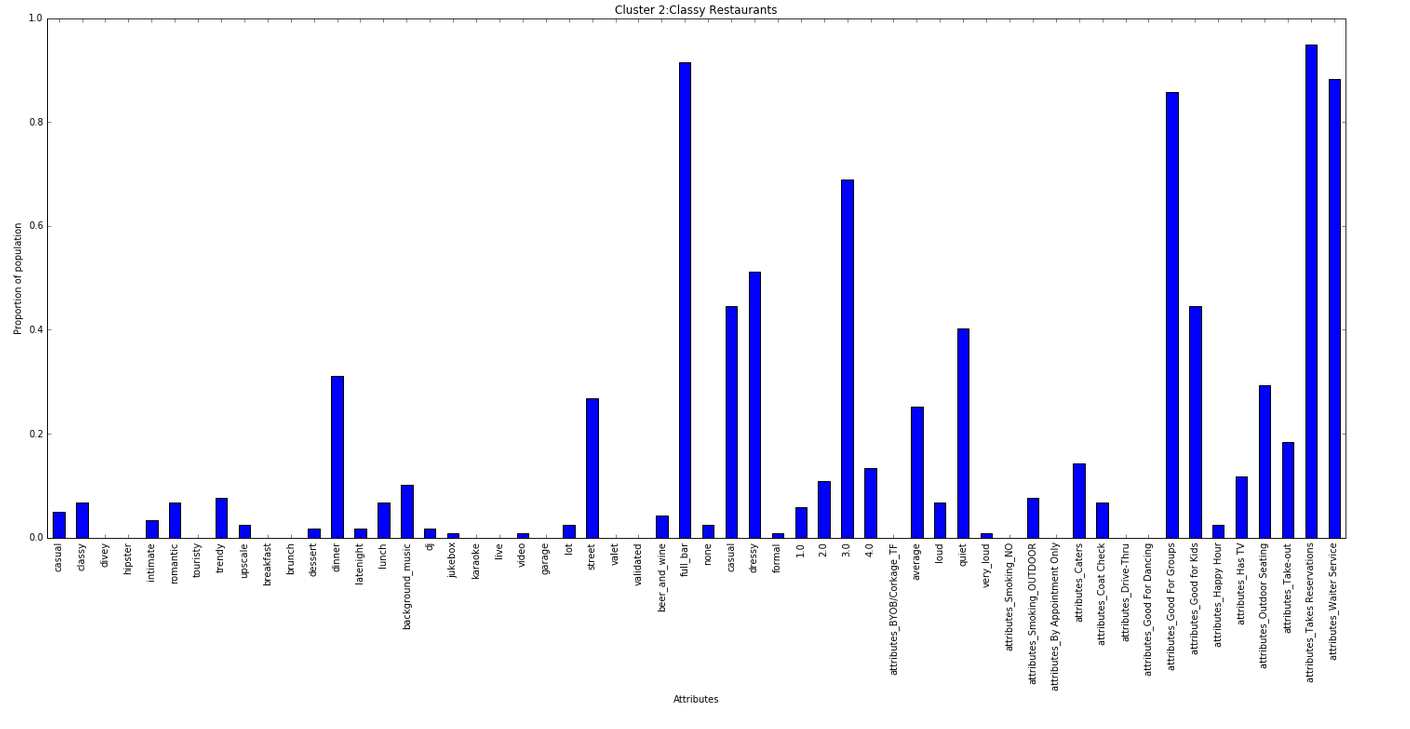 Cluster 2:Classy Restaurants
1.0
0.8
0.6
0.4
0.2
0.0
Proportion of population
casual
classy
divey
hipster
intimate
romantic
touristy
trendy
upscale
breakfast
brunch
dessert
dinner
latenight
lunch
background_music
dj
jukebox
karaoke
live
video
garage
lot
street
valet
validated
beer_and_wine
full_bar
none
casual
dressy
formal
1.0
2.0
3.0
4.0
attributes_BYOB/Corkage_TF
average
loud
quiet
very_loud
attributes_Smoking_NO
attributes_Smoking_OUTDOOR
attributes_By Appointment Only
attributes_Caters
attributes_Coat Check
attributes_Drive-Thru
attributes_Good For Dancing
attributes_Good For Groups
attributes_Good for Kids
attributes_Happy Hour
attributes_Has TV
attributes_Outdoor Seating
attributes_Take-out
attributes_Takes Reservations
attributes_Waiter Service
Attributes